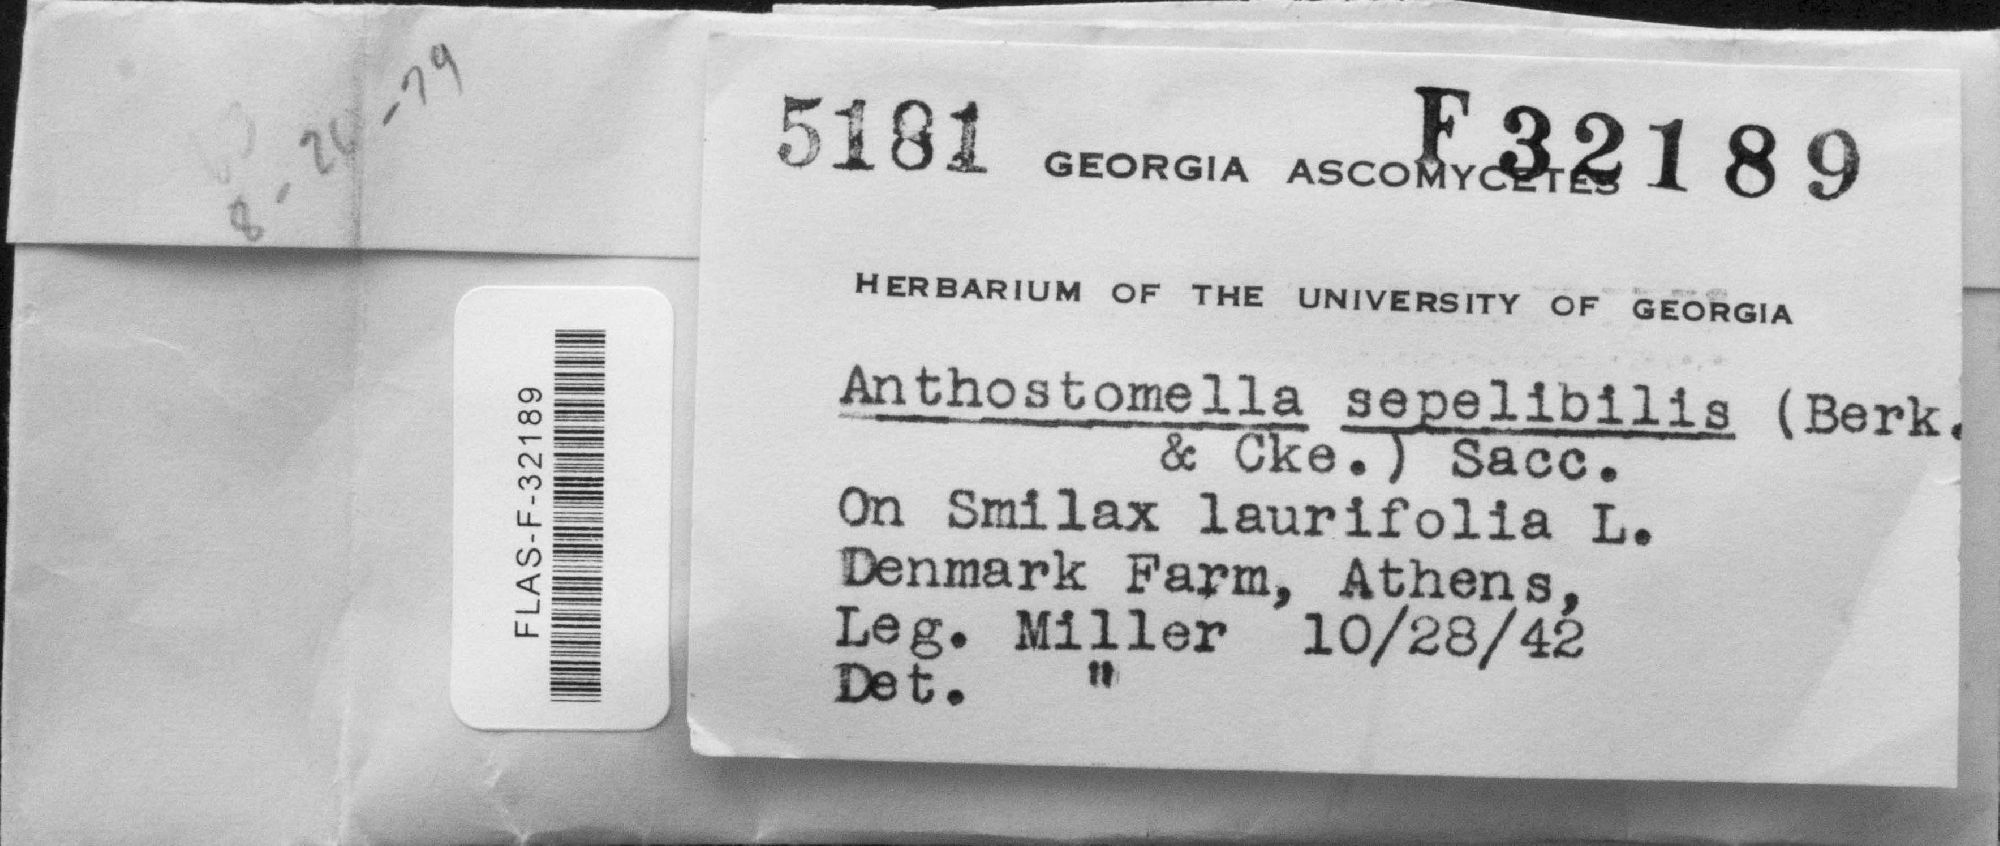 8-26-79
5181
F32189
GEORGIA ASCOMYCETES
HERBARIUM OF THE UNIVERSITY OF GEORGIA
Anthostomella sepelibilis (Berk.
& Cke.) Sacc.
On Smilax laurifolia L.
Denmark Farm, Athens,
Leg. Miller 10/28/42
Det. "
FLAS-F-32189